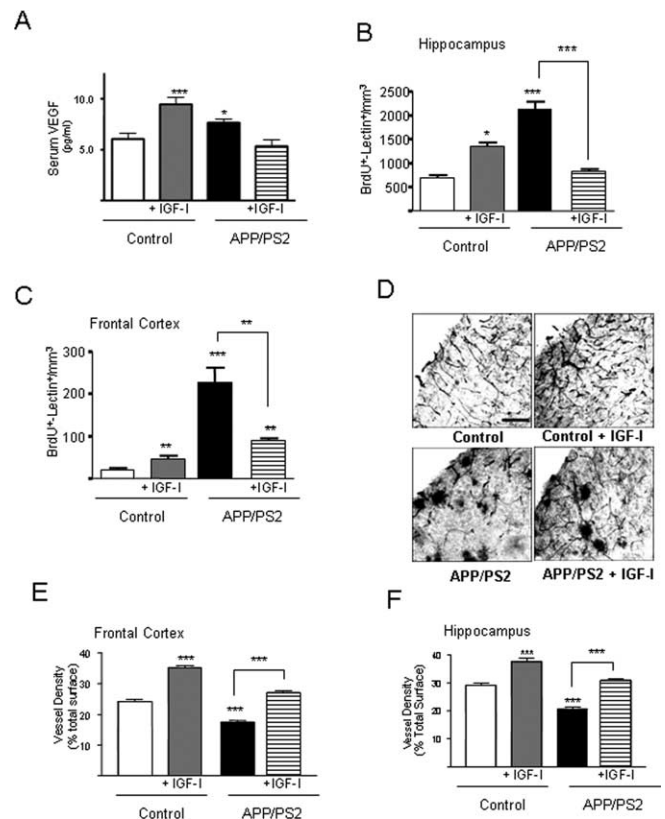 A
Serum VEGF
(pg/ml)
10.0
5.0
***
*
+ IGF-I
+IGF-I
Control
APP/PS2
B
Hippocampus
BrdU+-Lectin+/mm3
2500
2000
1500
1000
500
*
***
***
+ IGF-I
+IGF-I
Control
APP/PS2
C
Frontal Cortex
BrdU+-Lectin+/mm3
300
200
100
**
***
**
**
+ IGF-I
+IGF-I
Control
APP/PS2
D
Control
Control + IGF-I
APP/PS2
APP/PS2 + IGF-I
E
Frontal Cortex
Vessel Density
(% total surface)
40
30
20
10
***
***
***
+ IGF-I
+IGF-I
Control
APP/PS2
F
Hippocampus
Vessel Density
(% Total Surface)
40
30
20
10
***
***
***
+ IGF-I
+IGF-I
Control
APP/PS2